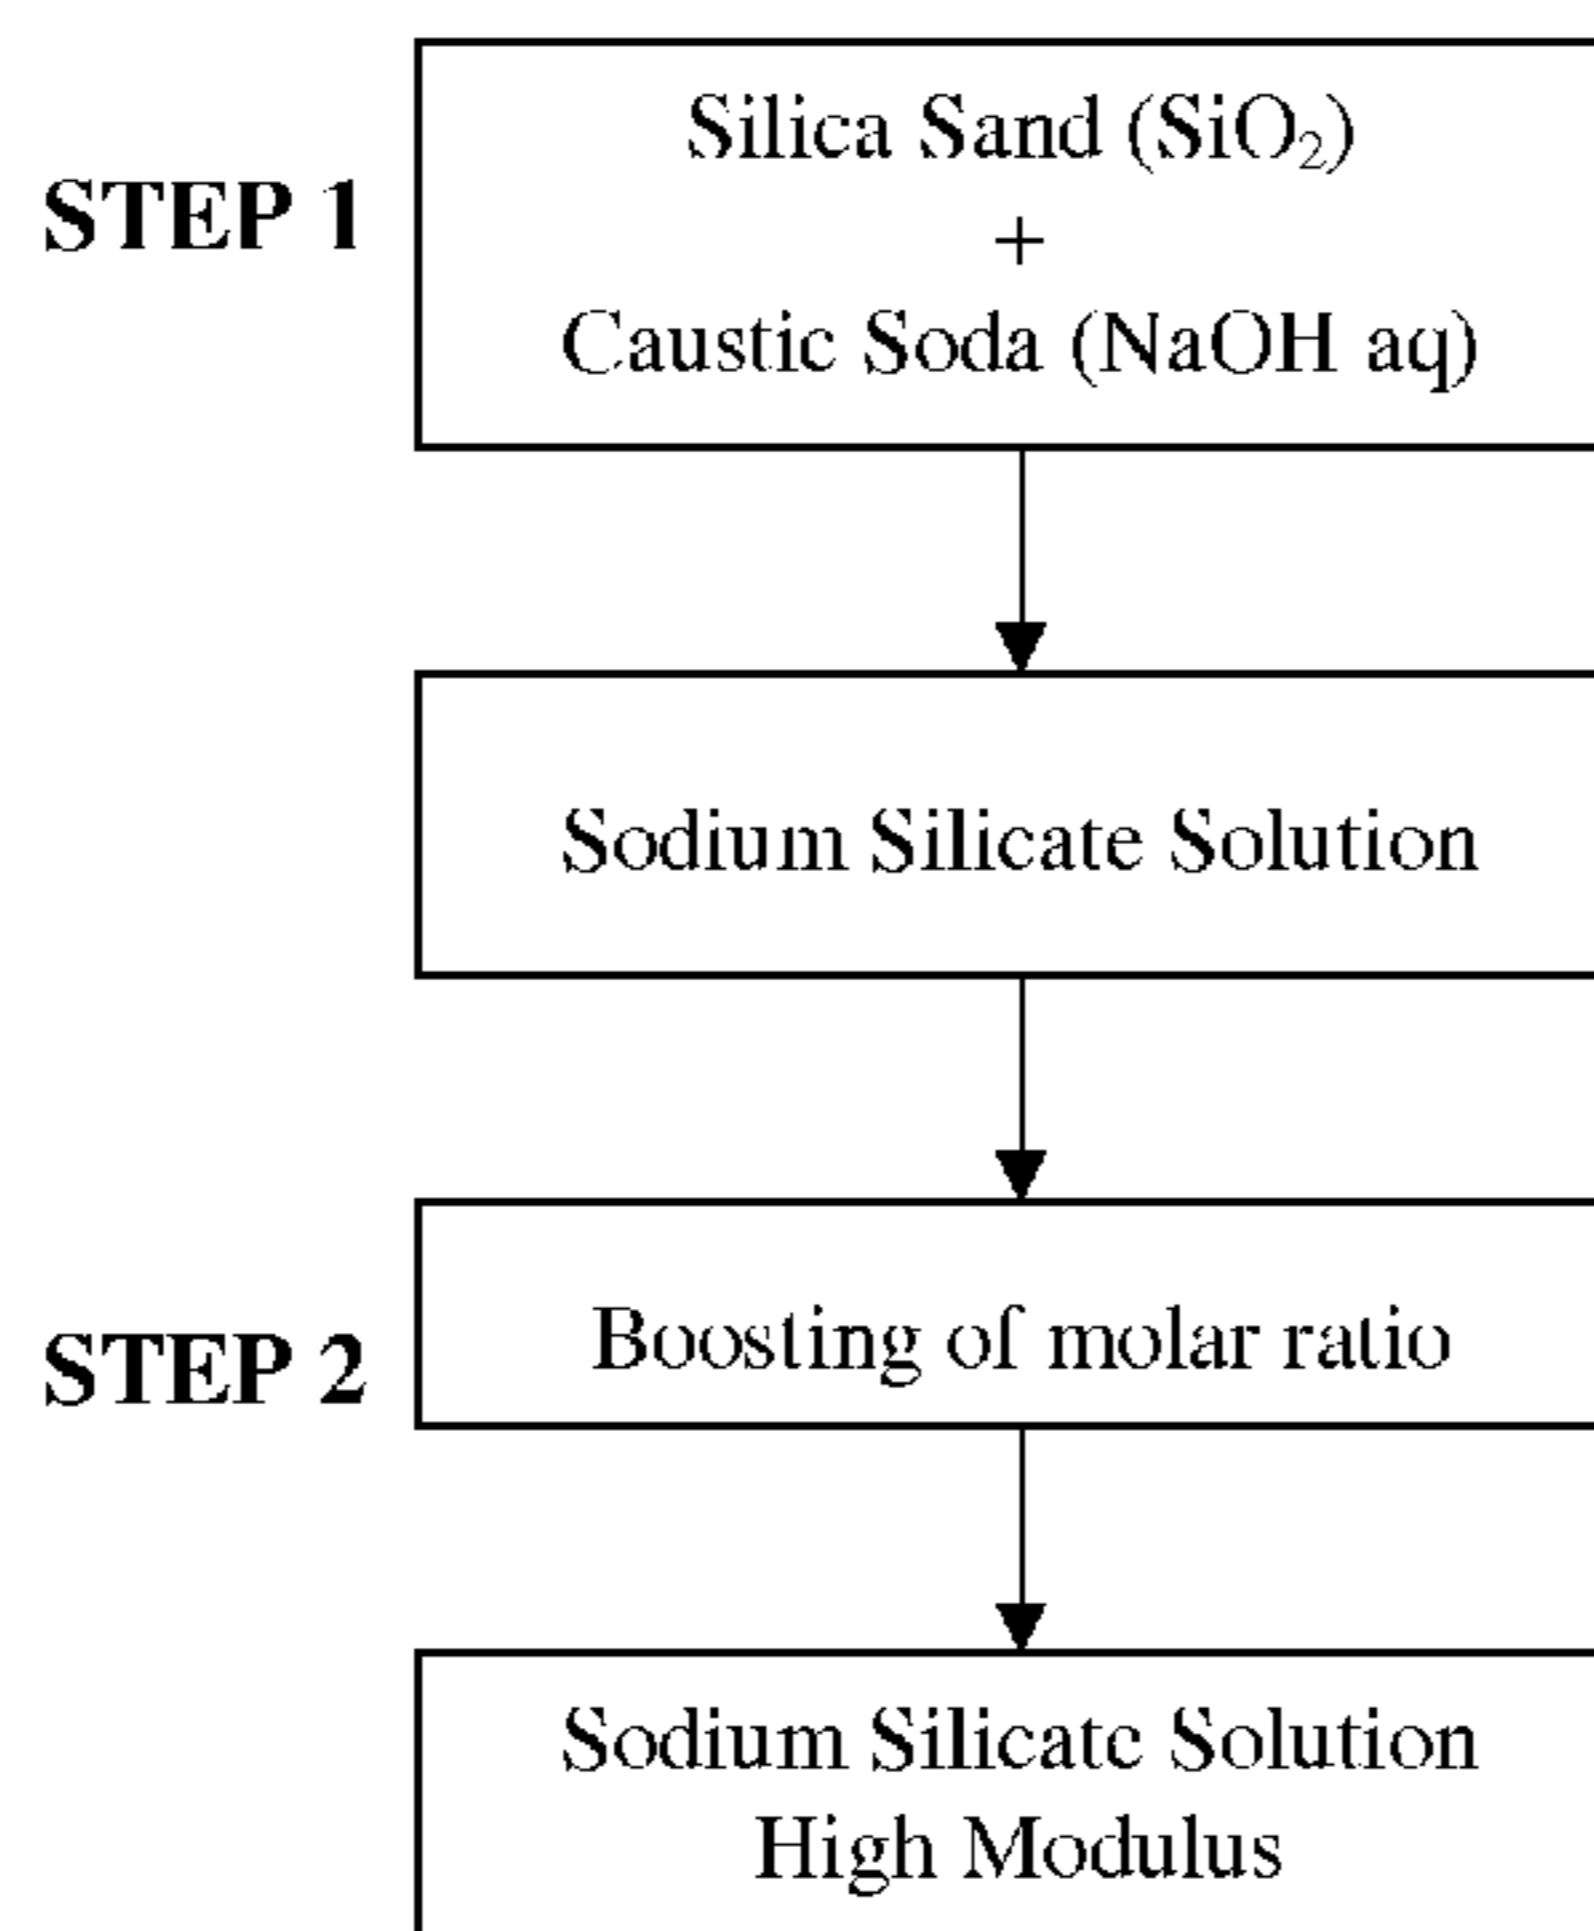 STEP 1
Silica Sand (SiO₂)
+
Caustic Soda (NaOH aq)
Sodium Silicate Solution
STEP 2
Boosting of molar ratio
Sodium Silicate Solution
High Modulus